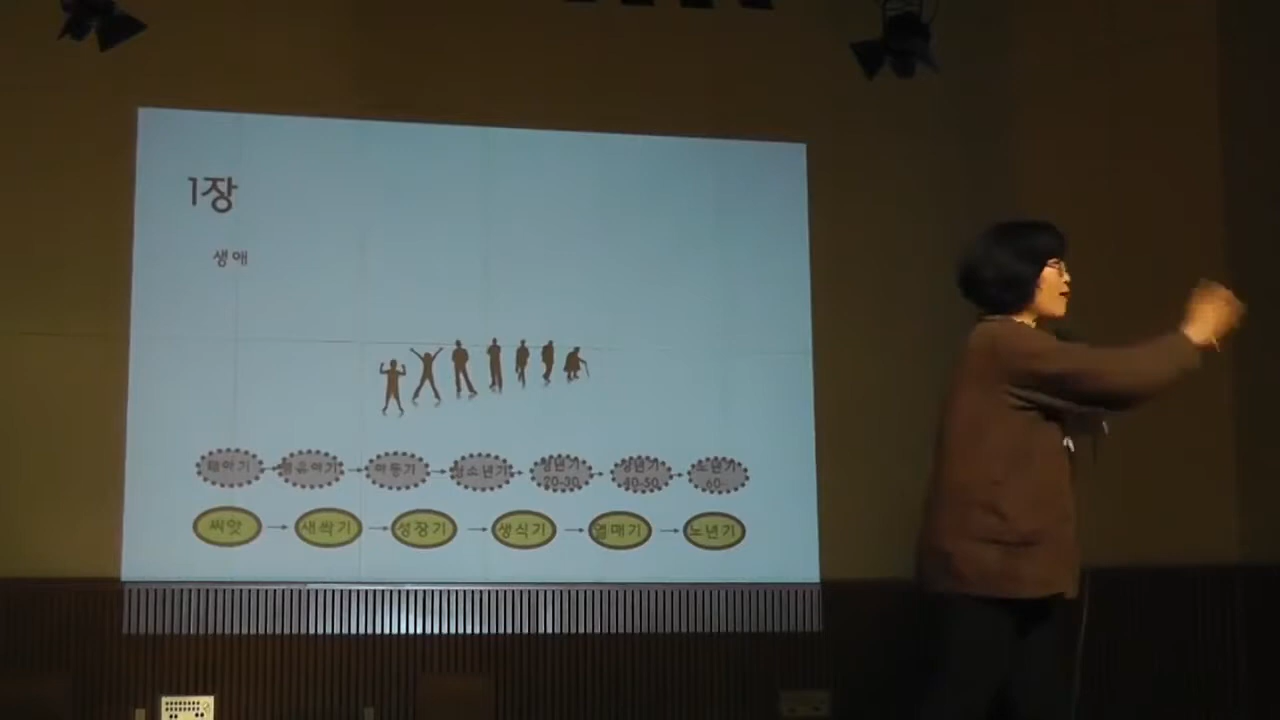 1장
생애
태아기 영유아기 아동기 청소년기 청년기 20-30 장년기 40-50 노년기 60-
씨앗 새싹기 성장기 생식기 열매기 노년기